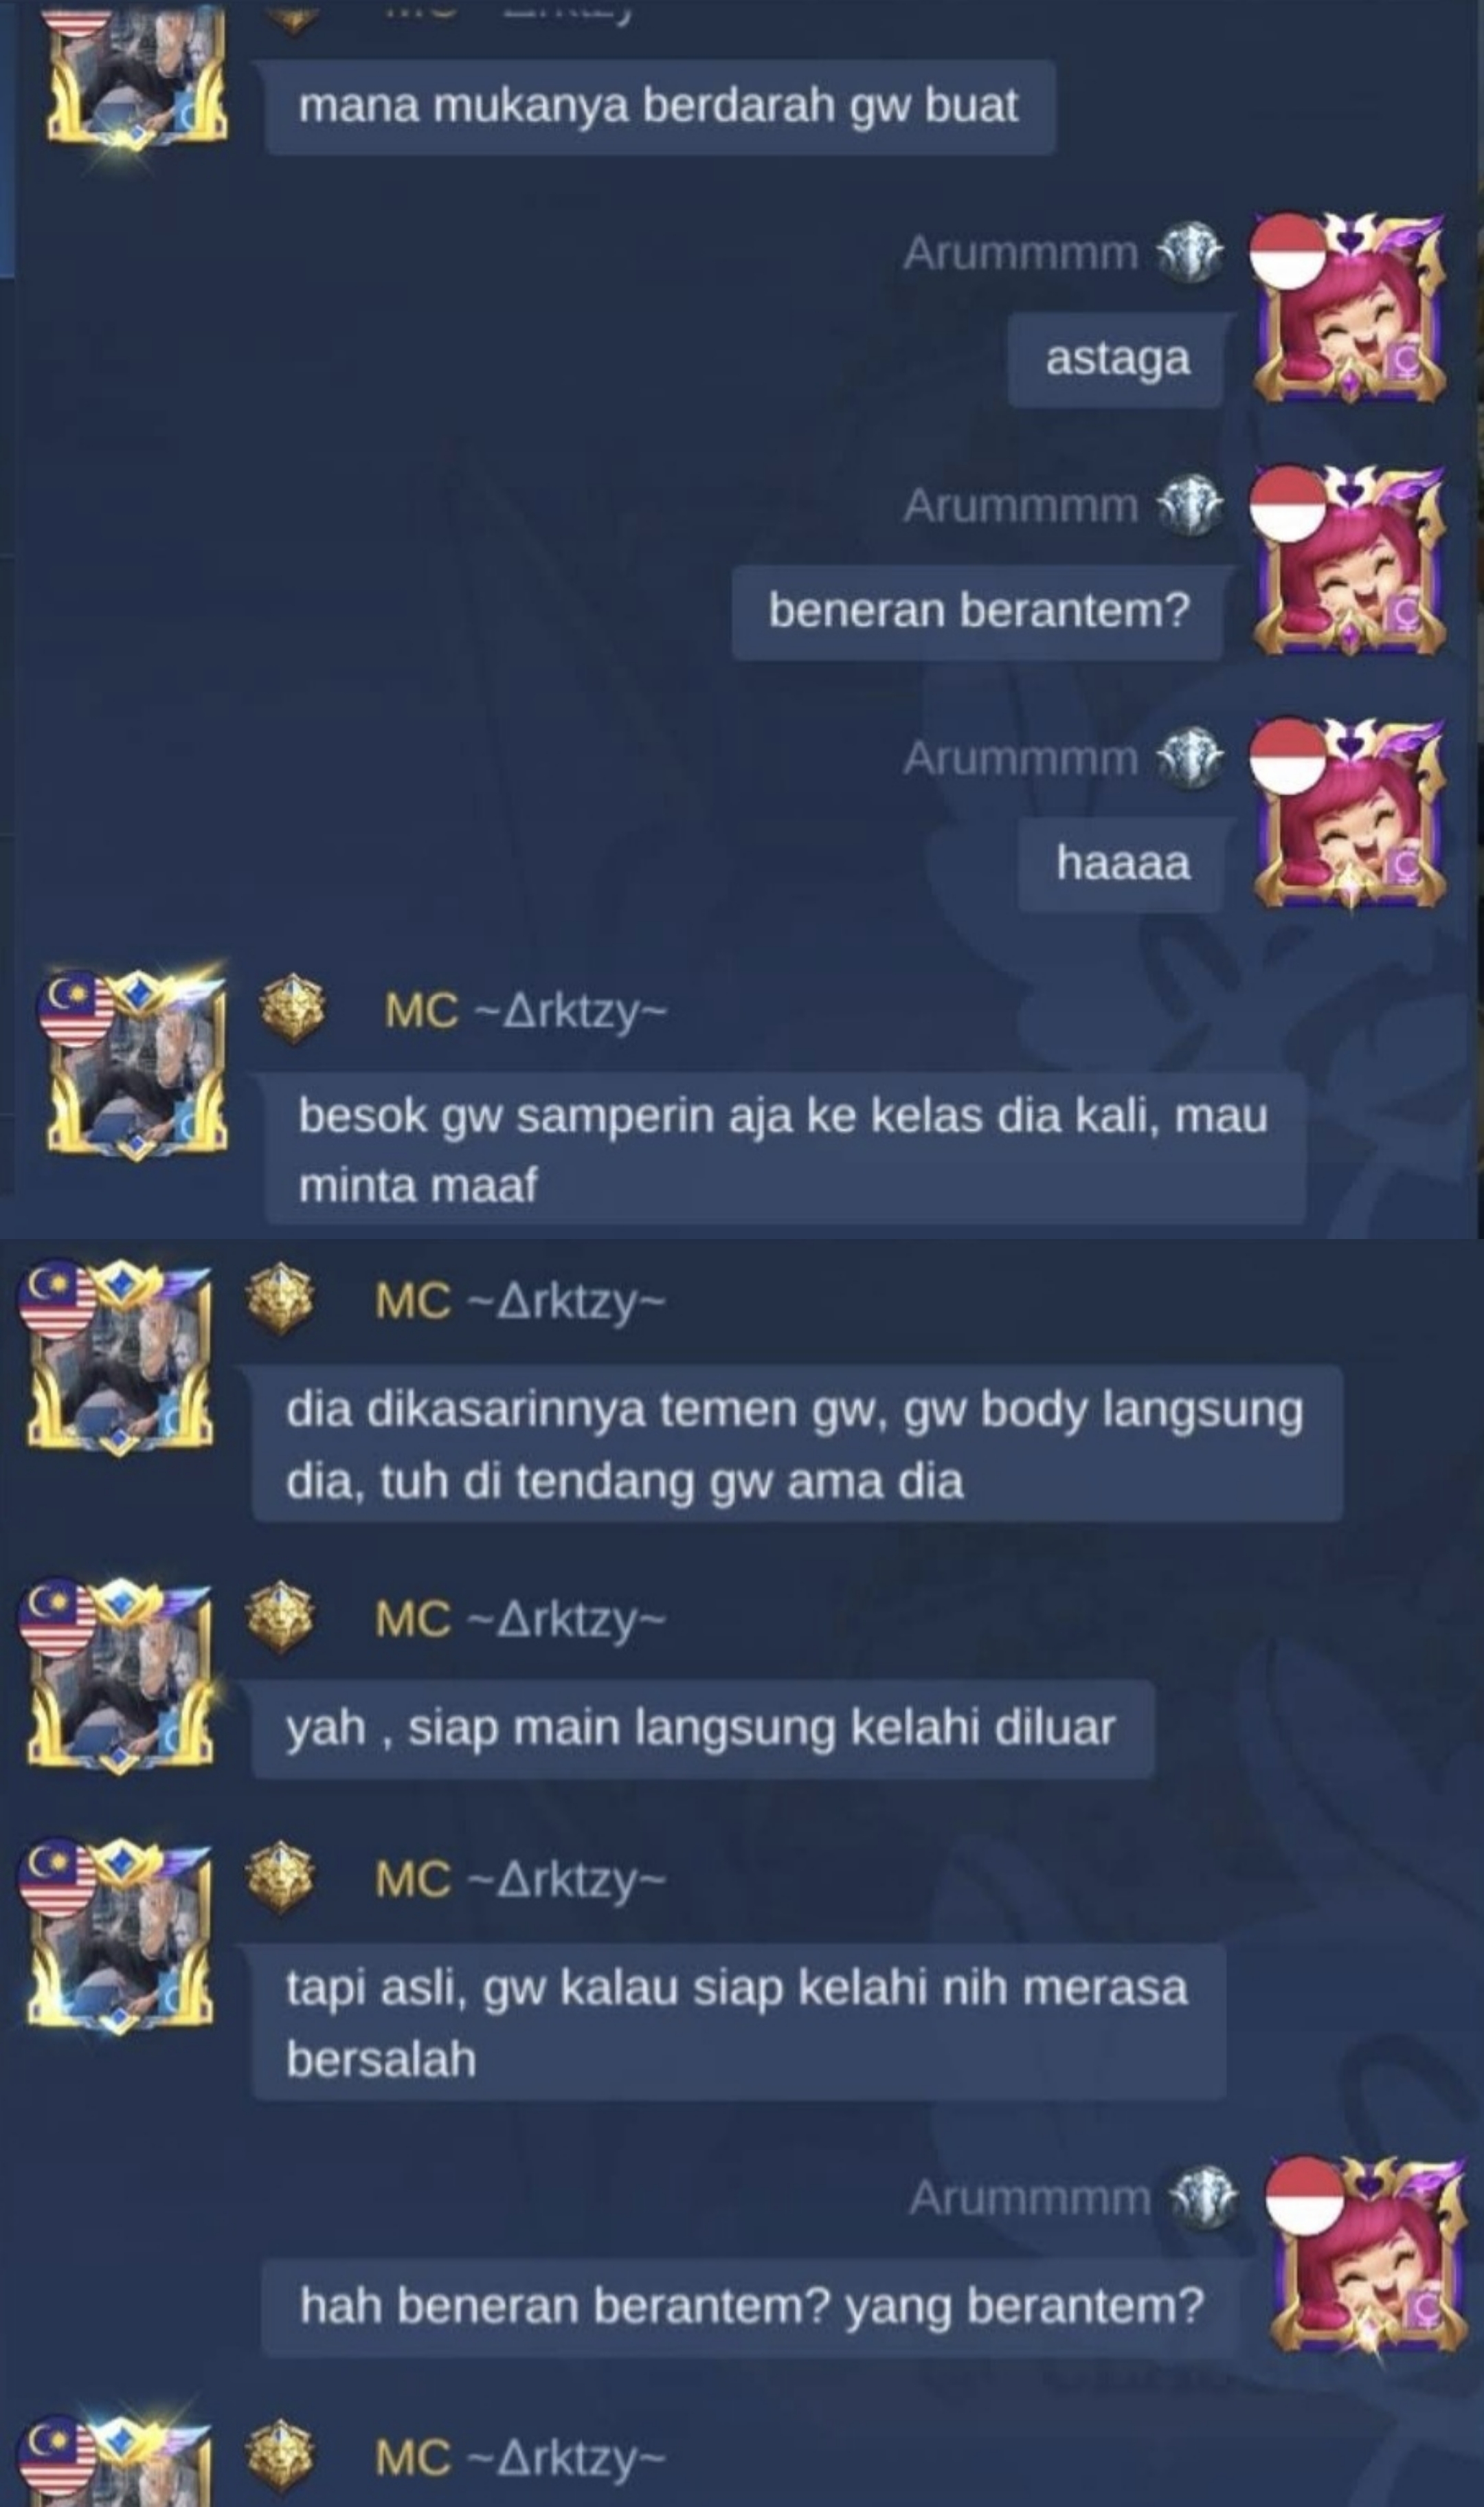 mana mukanya berdarah gw buat
Arummmm
astaga
Arummmm
beneran berantem?
Arummmm
haaaa
MC ~Δrktzy~
besok gw samperin aja ke kelas dia kali, mau
minta maaf
MC ~Δrktzy~
dia dikasarinnya temen gw, gw body langsung
dia, tuh di tendang gw ama dia
MC ~Δrktzy~
yah , siap main langsung kelahi diluar
MC ~Δrktzy~
tapi asli, gw kalau siap kelahi nih merasa
bersalah
Arummmm
hah beneran berantem? yang berantem?
MC ~Δrktzy~